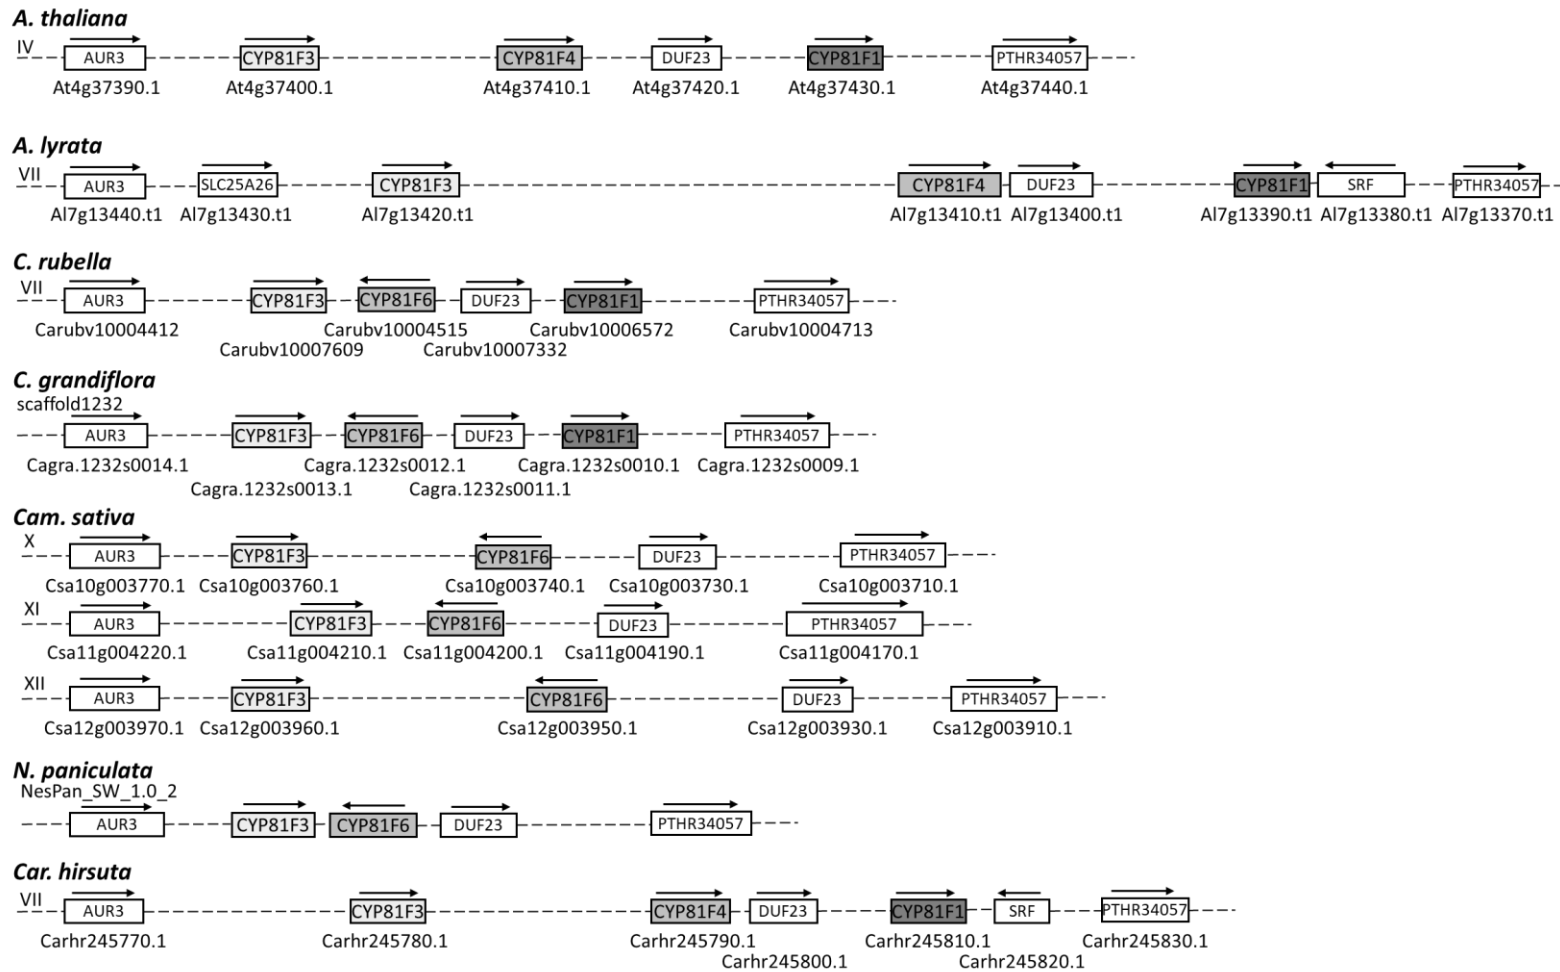 A. thaliana
IV
AUR3 CYP81F3 CYP81F4 DUF23 CYP81F1 PTHR34057
At4g37390.1 At4g37400.1 At4g37410.1 At4g37420.1 At4g37430.1 At4g37440.1
A. lyrata
VII
AUR3 SLC25A26 CYP81F3 CYP81F4 DUF23 CYP81F1 SRF PTHR34057
Al7g13440.t1 Al7g13430.t1 Al7g13420.t1 Al7g13410.t1 Al7g13400.t1 Al7g13390.t1 Al7g13380.t1 Al7g13370.t1
C. rubella
VII
AUR3 CYP81F3 CYP81F6 DUF23 CYP81F1 PTHR34057
Carubv10004412 Carubv10004515 Carubv10006572 Carubv10004713
Carubv10007609 Carubv10007332
C. grandiflora
scaffold1232
AUR3 CYP81F3 CYP81F6 DUF23 CYP81F1 PTHR34057
Cagra.1232s0014.1 Cagra.1232s0012.1 Cagra.1232s0010.1 Cagra.1232s0009.1
Cagra.1232s0013.1 Cagra.1232s0011.1
Cam. sativa
X
AUR3 CYP81F3 CYP81F6 DUF23 PTHR34057
Csa10g003770.1 Csa10g003760.1 Csa10g003740.1 Csa10g003730.1 Csa10g003710.1
XI
AUR3 CYP81F3 CYP81F6 DUF23 PTHR34057
Csa11g004220.1 Csa11g004210.1 Csa11g004200.1 Csa11g004190.1 Csa11g004170.1
XII
AUR3 CYP81F3 CYP81F6 DUF23 PTHR34057
Csa12g003970.1 Csa12g003960.1 Csa12g003950.1 Csa12g003930.1 Csa12g003910.1
N. paniculata
NesPan_SW_1.0_2
AUR3 CYP81F3 CYP81F6 DUF23 PTHR34057
Car. hirsuta
VII
AUR3 CYP81F3 CYP81F4 DUF23 CYP81F1 SRF PTHR34057
Carhr245770.1 Carhr245780.1 Carhr245790.1 Carhr245810.1 Carhr245830.1
Carhr245800.1 Carhr245820.1